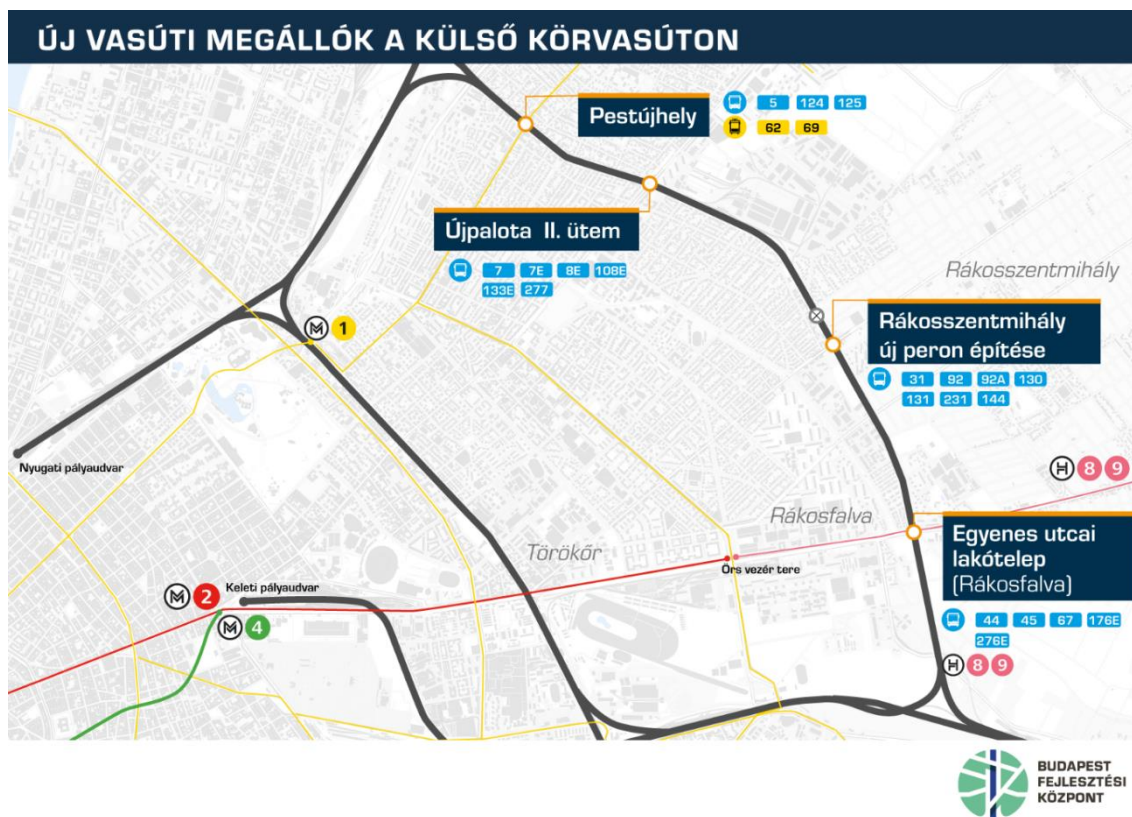 ÚJ VASÚTI MEGÁLLÓK A KÜLSŐ KÖRVASÚTON
Pestújhely
5 124 125
62 69
Újpalota II. ütem
7 7E 8E 108E
133E 277
Rákosszentmihály
Rákosszentmihály
új peron építése
31 92 92A 130
131 231 144
M 1
Nyugati pályaudvar
H 8 9
Rákosfalva
Egyenes utcai
lakótelep
(Rákosfalva)
44 45 67 176E
276E
H 8 9
Törökőr
Örs vezér tere
Keleti pályaudvar
M 2
M 4
BUDAPEST
FEJLESZTÉSI
KÖZPONT